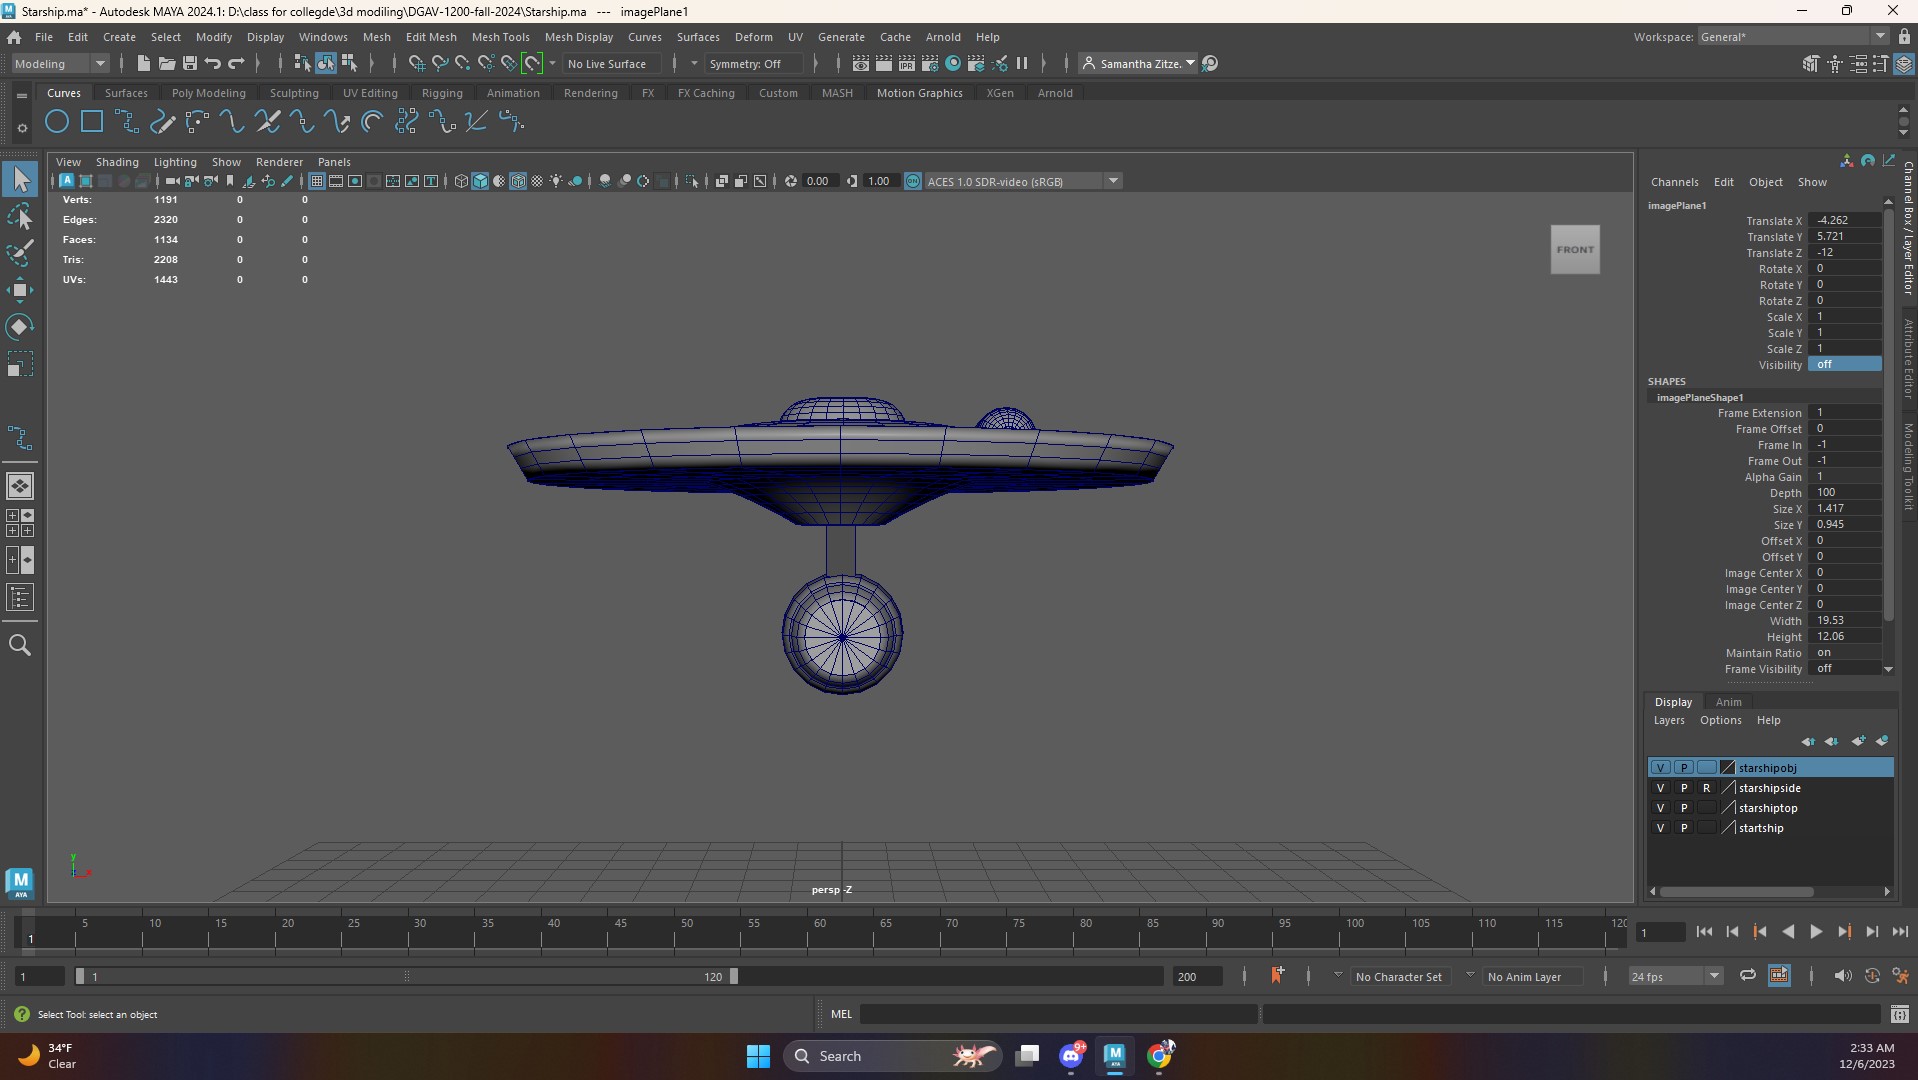 Starship.ma* - Autodesk MAYA 2024.1: D:\class for collegde\3d modiling\DGAV-1200-fall-2024\Starship.ma --- imagePlane1
File Edit Create Select Modify Display Windows Mesh Edit Mesh Mesh Tools Mesh Display Curves Surfaces Deform UV Generate Cache Arnold Help Workspace: General*
Modeling No Live Surface Symmetry: Off Samantha Zitze.
Curves Surfaces Poly Modeling Sculpting UV Editing Rigging Animation Rendering FX FX Caching Custom MASH Motion Graphics XGen Arnold
View Shading Lighting Show Renderer Panels
0.00 1.00 ON ACES 1.0 SDR-video (sRGB)
Verts: 1191 0 0
Edges: 2320 0 0
Faces: 1134 0 0
Tris: 2208 0 0
UVs: 1443 0 0
FRONT
y
persp -Z
Channels Edit Object Show
imagePlane1
Translate X -4.262
Translate Y 5.721
Translate Z -12
Rotate X 0
Rotate Y 0
Rotate Z 0
Scale X 1
Scale Y 1
Scale Z 1
Visibility off
SHAPES
imagePlaneShape1
Frame Extension 1
Frame Offset 0
Frame In -1
Frame Out -1
Alpha Gain 1
Depth 100
Size X 1.417
Size Y 0.945
Offset X 0
Offset Y 0
Image Center X 0
Image Center Y 0
Image Center Z 0
Width 19.53
Height 12.06
Maintain Ratio on
Frame Visibility off
Channel Box / Layer Editor
Attribute Editor
Modeling Toolkit
Display Anim
Layers Options Help
V P starshipobj
V P R starshipside
V P starshiptop
V P startship
M
AYA
5 10 15 20 25 30 35 40 45 50 55 60 65 70 75 80 85 90 95 100 105 110 115 120
1 1
1 1 120 200 No Character Set No Anim Layer 24 fps
Select Tool: select an object MEL
34°F
Clear
Search
9+
2:33 AM
12/6/2023